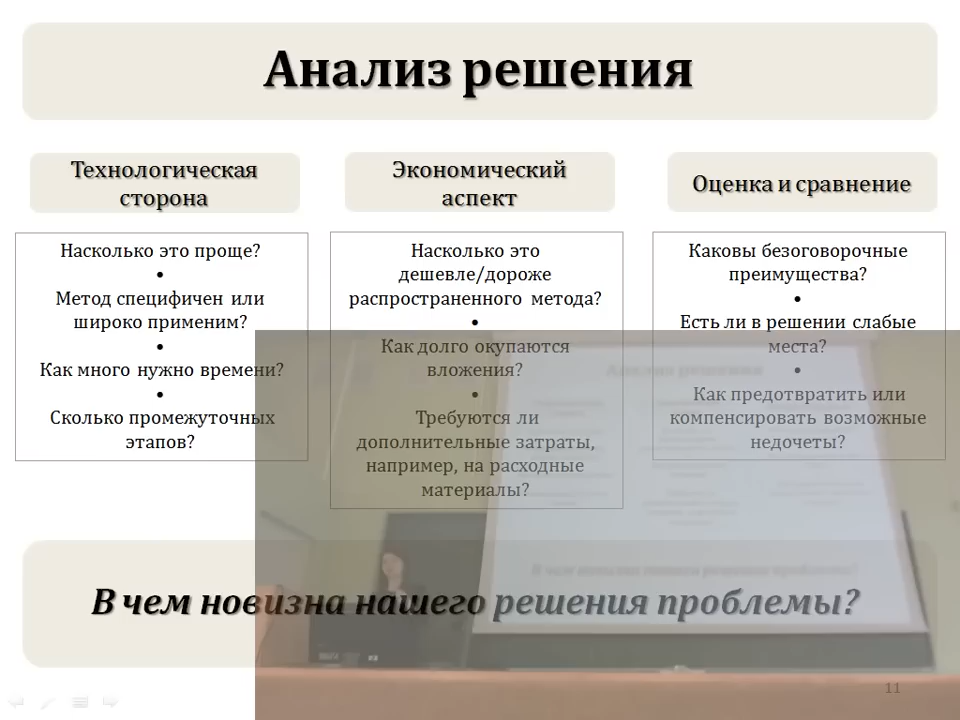 Анализ решения
Технологическая
сторона
Экономический
аспект
Оценка и сравнение
Насколько это проще?
•
Метод специфичен или
широко применим?
•
Как много нужно времени?
•
Сколько промежуточных
этапов?
Насколько это
дешевле/дороже
распространенного метода?
•
Как долго окупаются
вложения?
•
Требуются ли
дополнительные затраты,
например, на расходные
материалы?
Каковы безоговорочные
преимущества?
•
Есть ли в решении слабые
места?
•
Как предотвратить или
компенсировать возможные
недочеты?
Анализ решения
В чем новизна нашего решения проблемы?
11